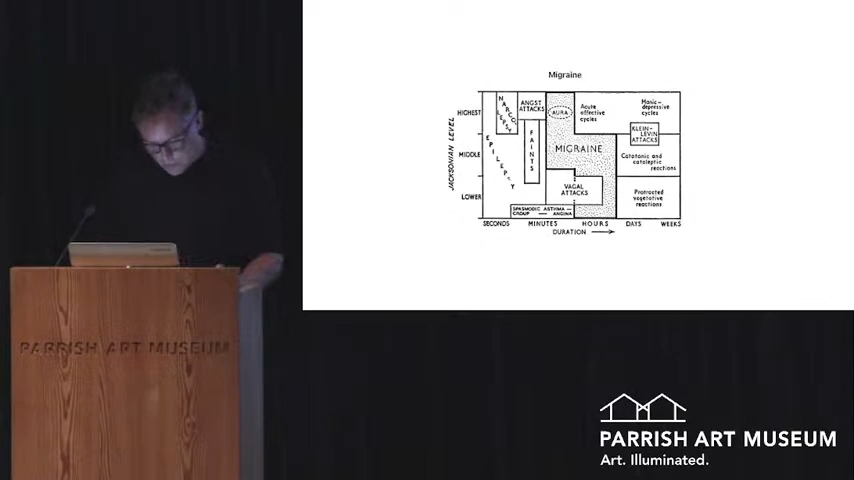 Migraine
JACKSONIAN LEVEL
HIGHEST
MIDDLE
LOWER
NARCOLEPSY
EPILEPSY
ANGST
ATTACKS
FAINTS
AURA
Acute
affective
cycles
Manic-
depressive
cycles
KLEIN-
LEVIN
ATTACKS
MIGRAINE
Catatonic and
cataleptic
reactions
VAGAL
ATTACKS
Protracted
vegetative
reactions
SPASMODIC ASTHMA —
GROUP — ANGINA
SECONDS MINUTES HOURS DAYS WEEKS
DURATION →
PARRISH ART MUSEUM
PARRISH ART MUSEUM
Art. Illuminated.